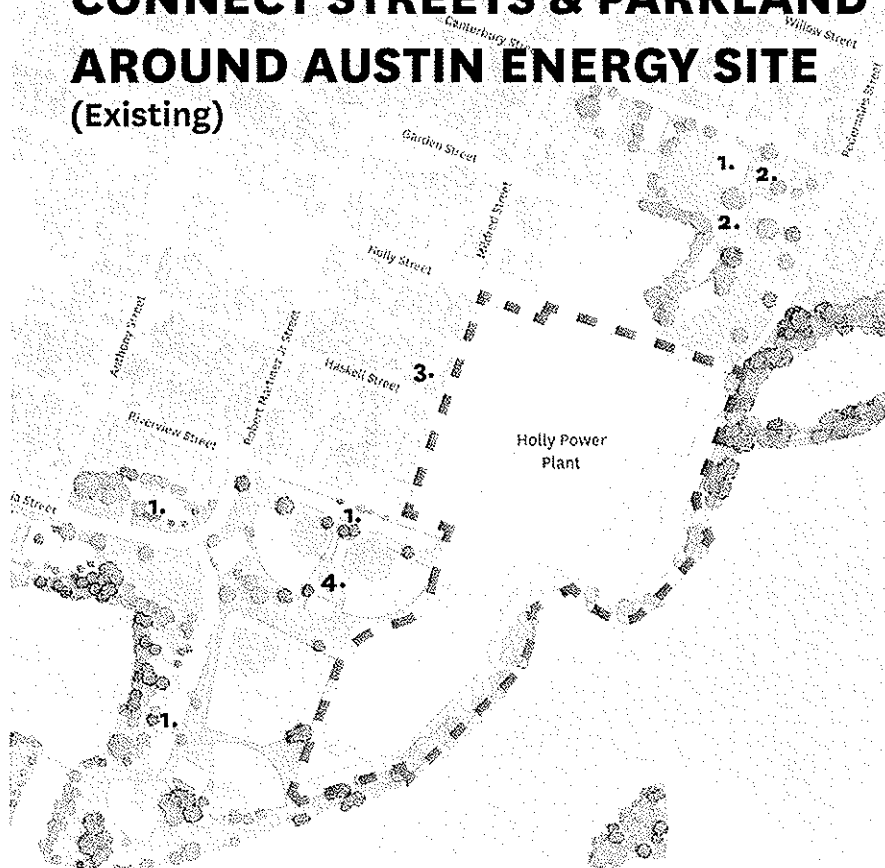 CONNECT STREETS & PARKLAND
AROUND AUSTIN ENERGY SITE
(Existing)
Canterbury
Willow Street
Pedernales Street
Garden Street
1.
2.
Mildred Street
2.
Holly Street
Anthony Street
Robert Martinez Jr Street
Haskell Street
3.
Holly Power
Plant
Riverview Street
ia Street
1.
1.
4.
1.